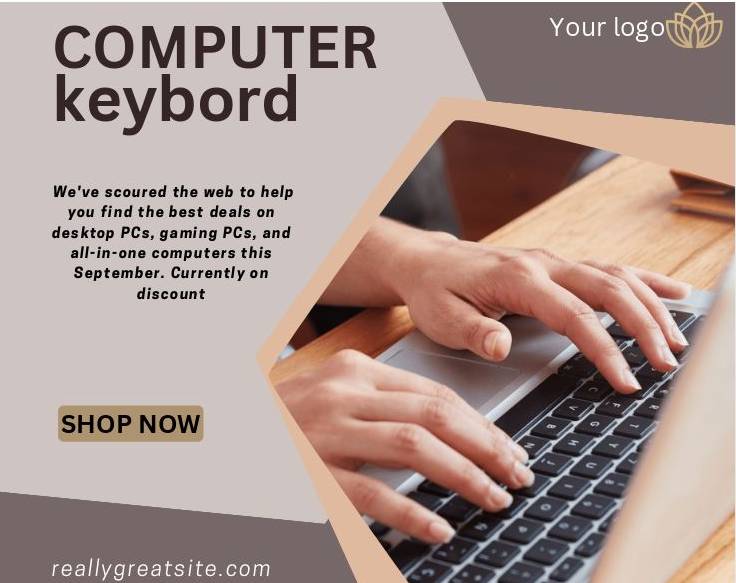 Your logo
COMPUTER
keybord
We've scoured the web to help
you find the best deals on
desktop PCs, gaming PCs, and
all-in-one computers this
September. Currently on
discount
SHOP NOW
reallygreatsite.com